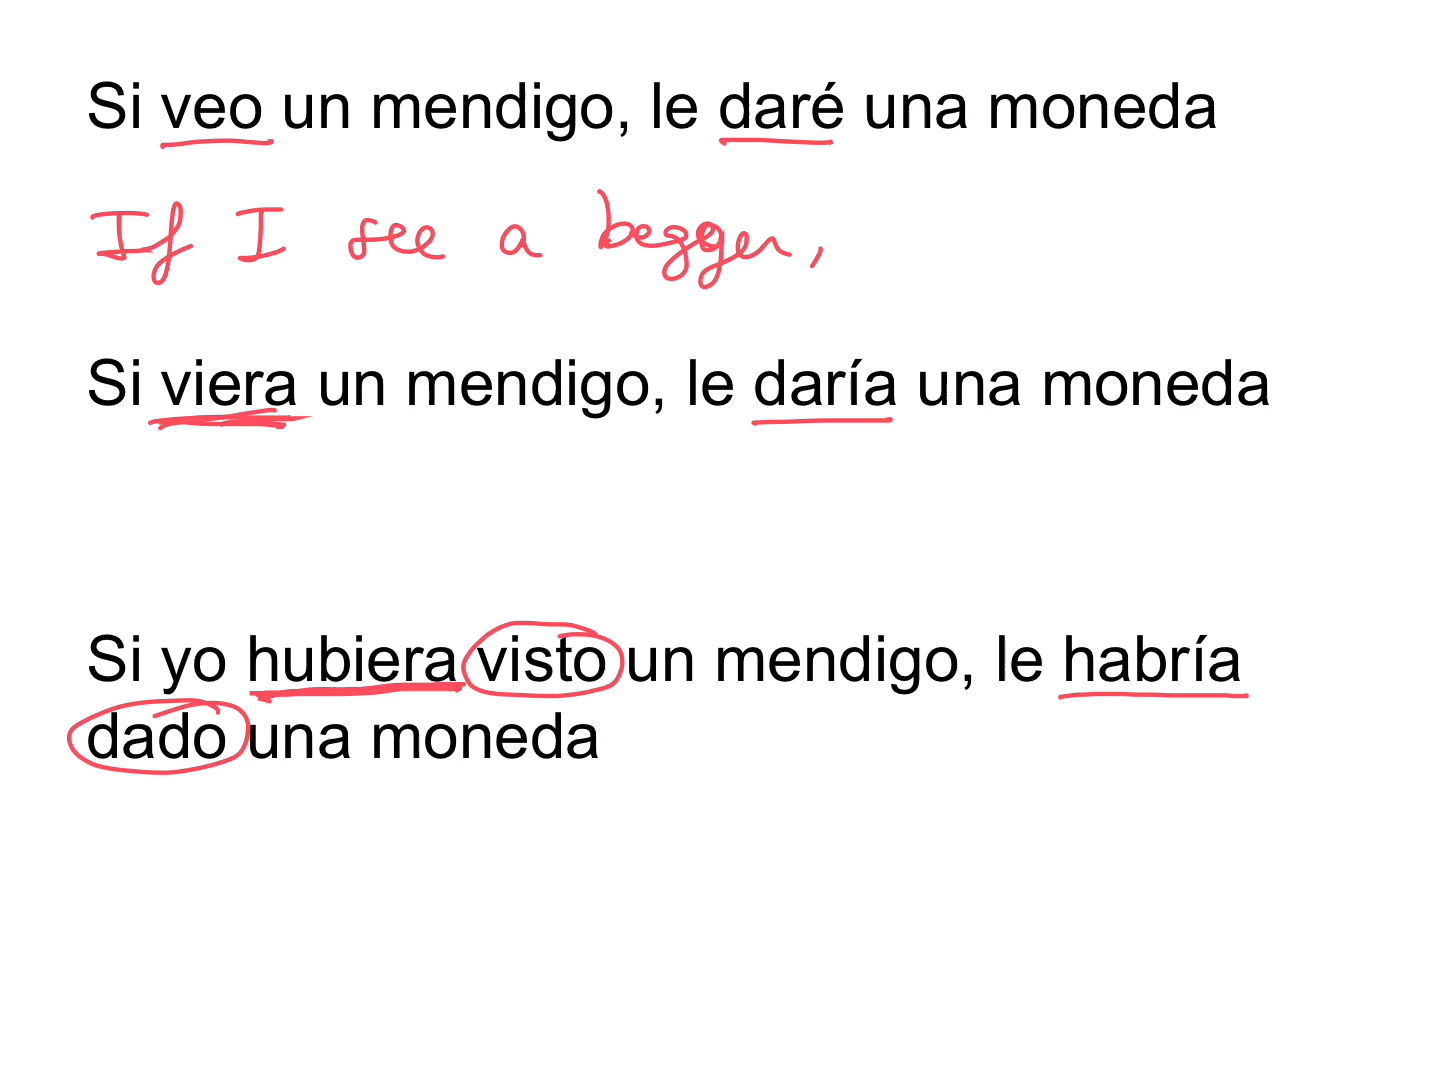 Si veo un mendigo, le daré una moneda
If I see a begger,
Si viera un mendigo, le daría una moneda
Si yo hubiera visto un mendigo, le habría
dado una moneda